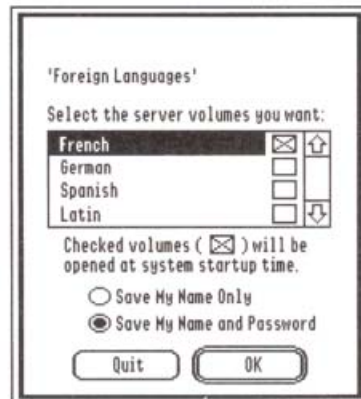 'Foreign Languages'
Select the server volumes you want:
French
German
Spanish
Latin
Checked volumes ( ☒ ) will be
opened at system startup time.
Save My Name Only
Save My Name and Password
Quit OK